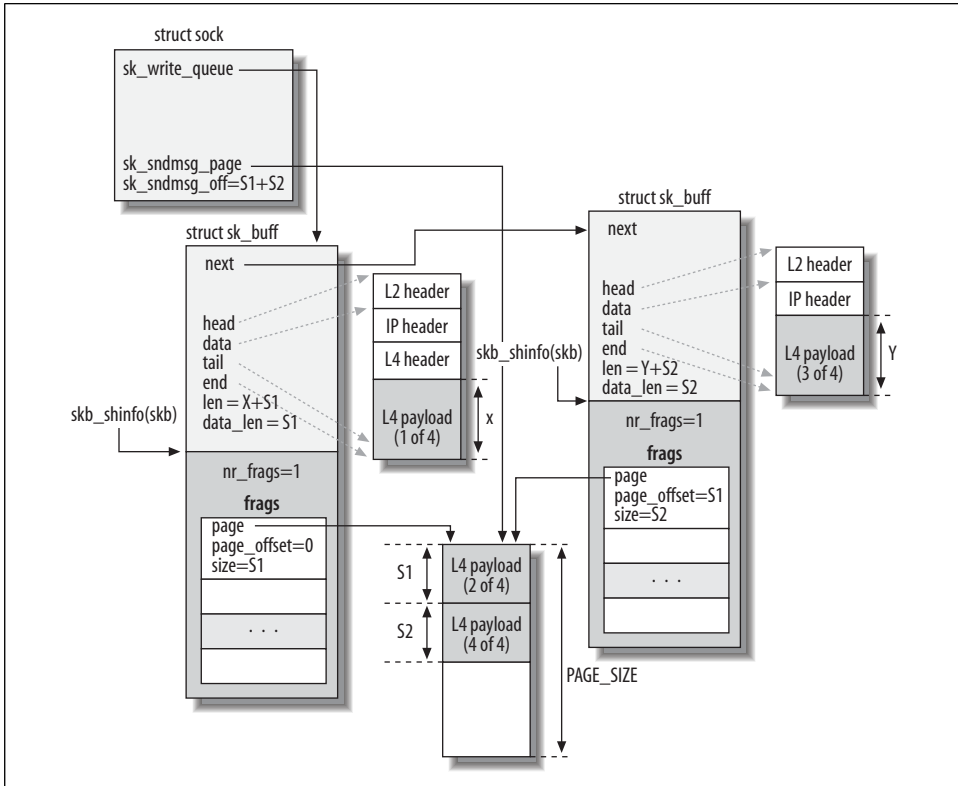 struct sock
sk_write_queue
sk_sndmsg_page
sk_sndmsg_off=S1+S2
struct sk_buff
next
head
data
tail
end
len = X+S1
data_len = S1
skb_shinfo(skb)
nr_frags=1
frags
page
page_offset=0
size=S1
. . .
L2 header
IP header
L4 header
L4 payload
(1 of 4)
x
struct sk_buff
next
head
data
tail
end
len = Y+S2
data_len = S2
skb_shinfo(skb)
nr_frags=1
frags
page
page_offset=S1
size=S2
. . .
L2 header
IP header
L4 payload
(3 of 4)
Y
S1
L4 payload
(2 of 4)
S2
L4 payload
(4 of 4)
PAGE_SIZE